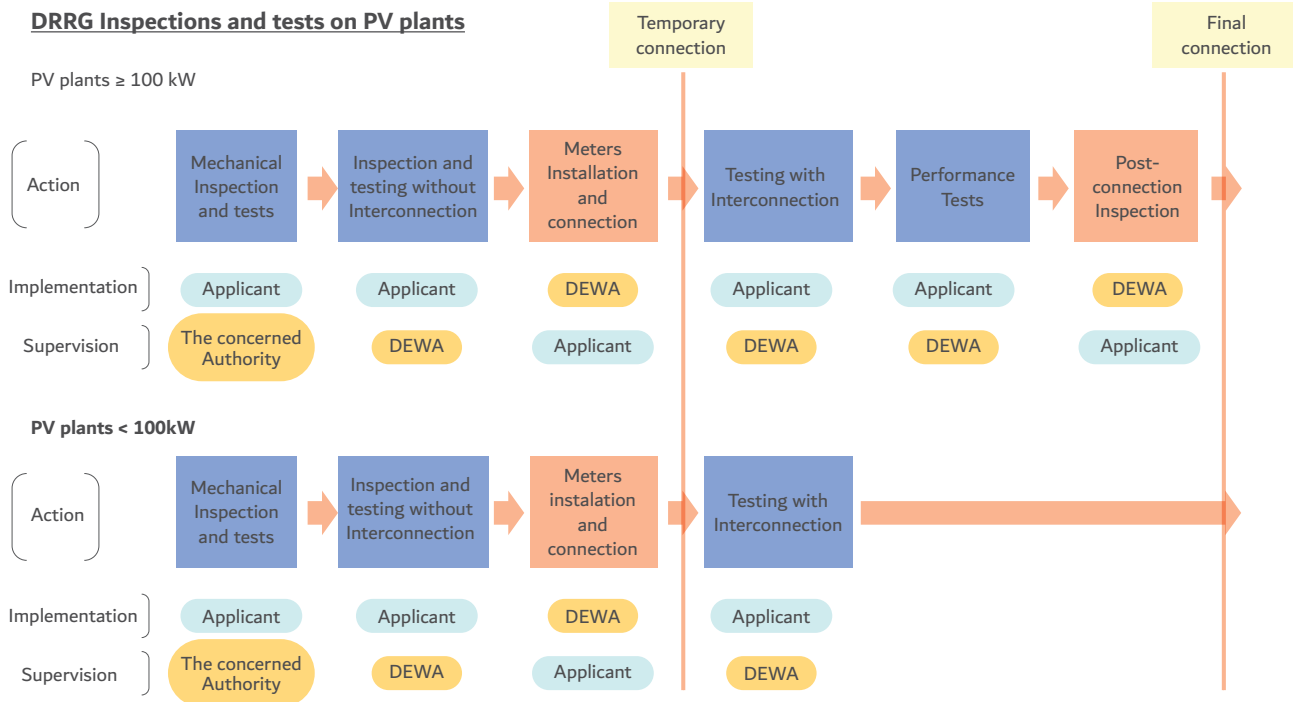 DRRG Inspections and tests on PV plants
Temporary
connection
Final
connection
PV plants ≥ 100 kW
Action
Mechanical
Inspection
and tests
Inspection and
testing without
Interconnection
Meters
Installation
and
connection
Testing with
Interconnection
Performance
Tests
Post-
connection
Inspection
Implementation
Applicant
Applicant
DEWA
Applicant
Applicant
DEWA
Supervision
The concerned
Authority
DEWA
Applicant
DEWA
DEWA
Applicant
PV plants < 100kW
Action
Mechanical
Inspection
and tests
Inspection and
testing without
Interconnection
Meters
instalation
and
connection
Testing with
Interconnection
Implementation
Applicant
Applicant
DEWA
Applicant
Supervision
The concerned
Authority
DEWA
Applicant
DEWA